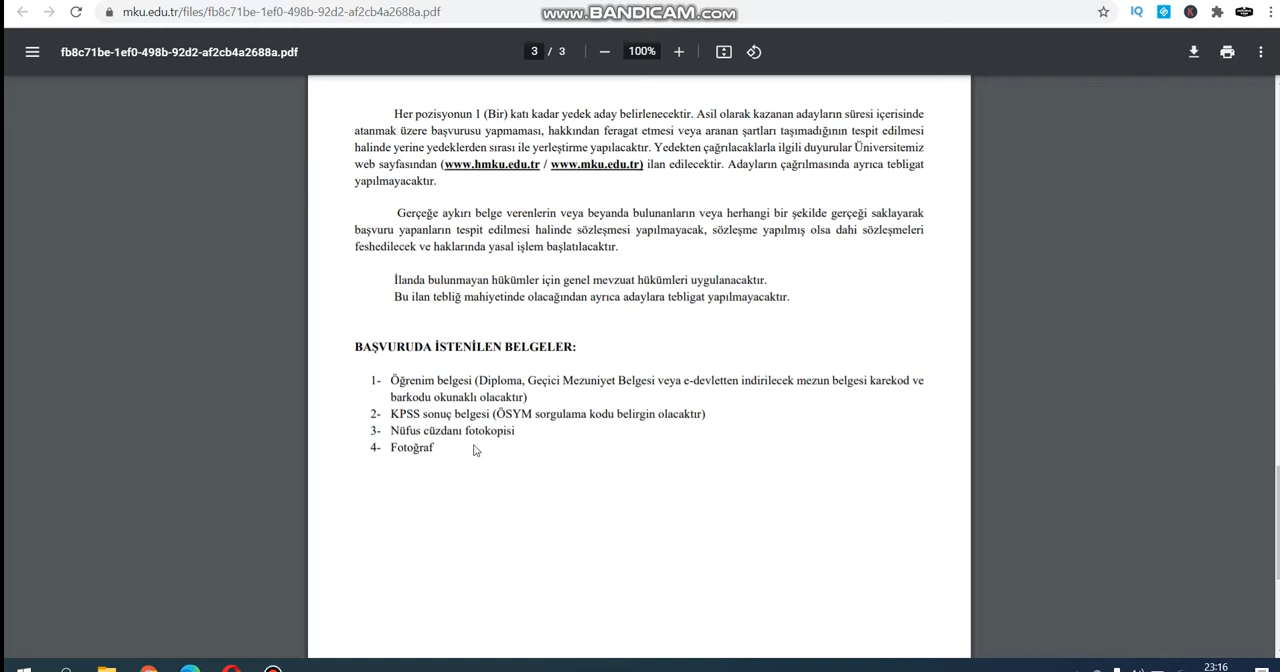 mku.edu.tr/files/fb8c71be-1ef0-498b-92d2-af2cb4a2688a.pdf
www.BANDICAM.com
IQ
K
fb8c71be-1ef0-498b-92d2-af2cb4a2688a.pdf
3 / 3
100%
Her pozisyonun 1 (Bir) katı kadar yedek aday belirlenecektir. Asil olarak kazanan adayların süresi içerisinde
atanmak üzere başvurusu yapmaması, hakkından feragat etmesi veya aranan şartları taşımadığının tespit edilmesi
halinde yerine yedeklerden sırası ile yerleştirme yapılacaktır. Yedekten çağrılacaklarla ilgili duyurular Üniversitemiz
web sayfasından (www.hmku.edu.tr / www.mku.edu.tr) ilan edilecektir. Adayların çağrılmasında ayrıca tebligat
yapılmayacaktır.
Gerçeğe aykırı belge verenlerin veya beyanda bulunanların veya herhangi bir şekilde gerçeği saklayarak
başvuru yapanların tespit edilmesi halinde sözleşmesi yapılmayacak, sözleşme yapılmış olsa dahi sözleşmeleri
feshedilecek ve haklarında yasal işlem başlatılacaktır.
İlanda bulunmayan hükümler için genel mevzuat hükümleri uygulanacaktır.
Bu ilan tebliğ mahiyetinde olacağından ayrıca adaylara tebligat yapılmayacaktır.
BAŞVURUDA İSTENİLEN BELGELER:
1- Öğrenim belgesi (Diploma, Geçici Mezuniyet Belgesi veya e-devletten indirilecek mezun belgesi karekod ve
barkodu okunaklı olacaktır)
2- KPSS sonuç belgesi (ÖSYM sorgulama kodu belirgin olacaktır)
3- Nüfus cüzdanı fotokopisi
4- Fotoğraf
23:16